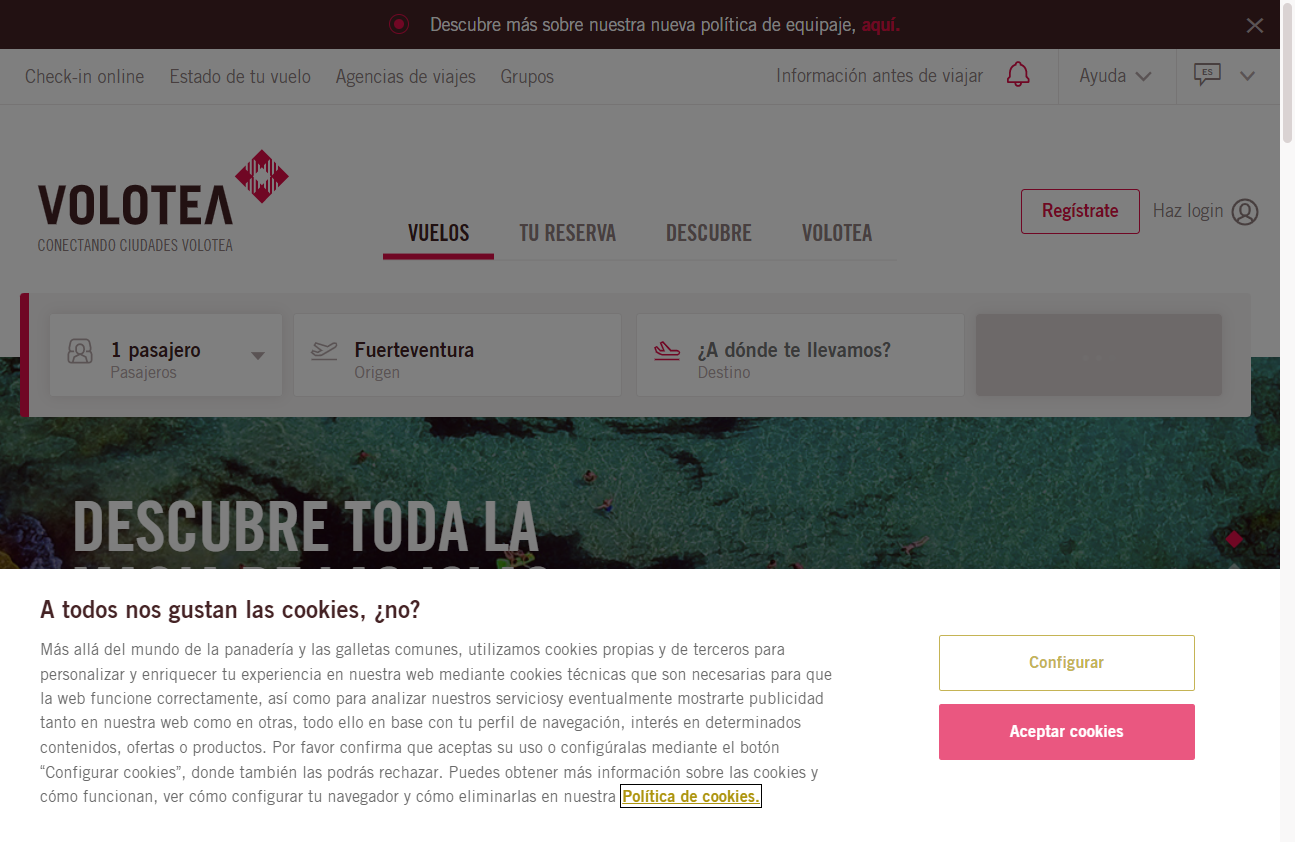 Descubre más sobre nuestra nueva política de equipaje, aquí.
Check-in online Estado de tu vuelo Agencias de viajes Grupos Información antes de viajar Ayuda ES
VOLOTEA
CONECTANDO CIUDADES VOLOTEA
VUELOS TU RESERVA DESCUBRE VOLOTEA
Regístrate Haz login
1 pasajero
Pasajeros
Fuerteventura
Origen
¿A dónde te llevamos?
Destino
DESCUBRE TODA LA
A todos nos gustan las cookies, ¿no?
Más allá del mundo de la panadería y las galletas comunes, utilizamos cookies propias y de terceros para
personalizar y enriquecer tu experiencia en nuestra web mediante cookies técnicas que son necesarias para que
la web funcione correctamente, así como para analizar nuestros serviciosy eventualmente mostrarte publicidad
tanto en nuestra web como en otras, todo ello en base con tu perfil de navegación, interés en determinados
contenidos, ofertas o productos. Por favor confirma que aceptas su uso o configúralas mediante el botón
“Configurar cookies”, donde también las podrás rechazar. Puedes obtener más información sobre las cookies y
cómo funcionan, ver cómo configurar tu navegador y cómo eliminarlas en nuestra Política de cookies.
Configurar
Aceptar cookies